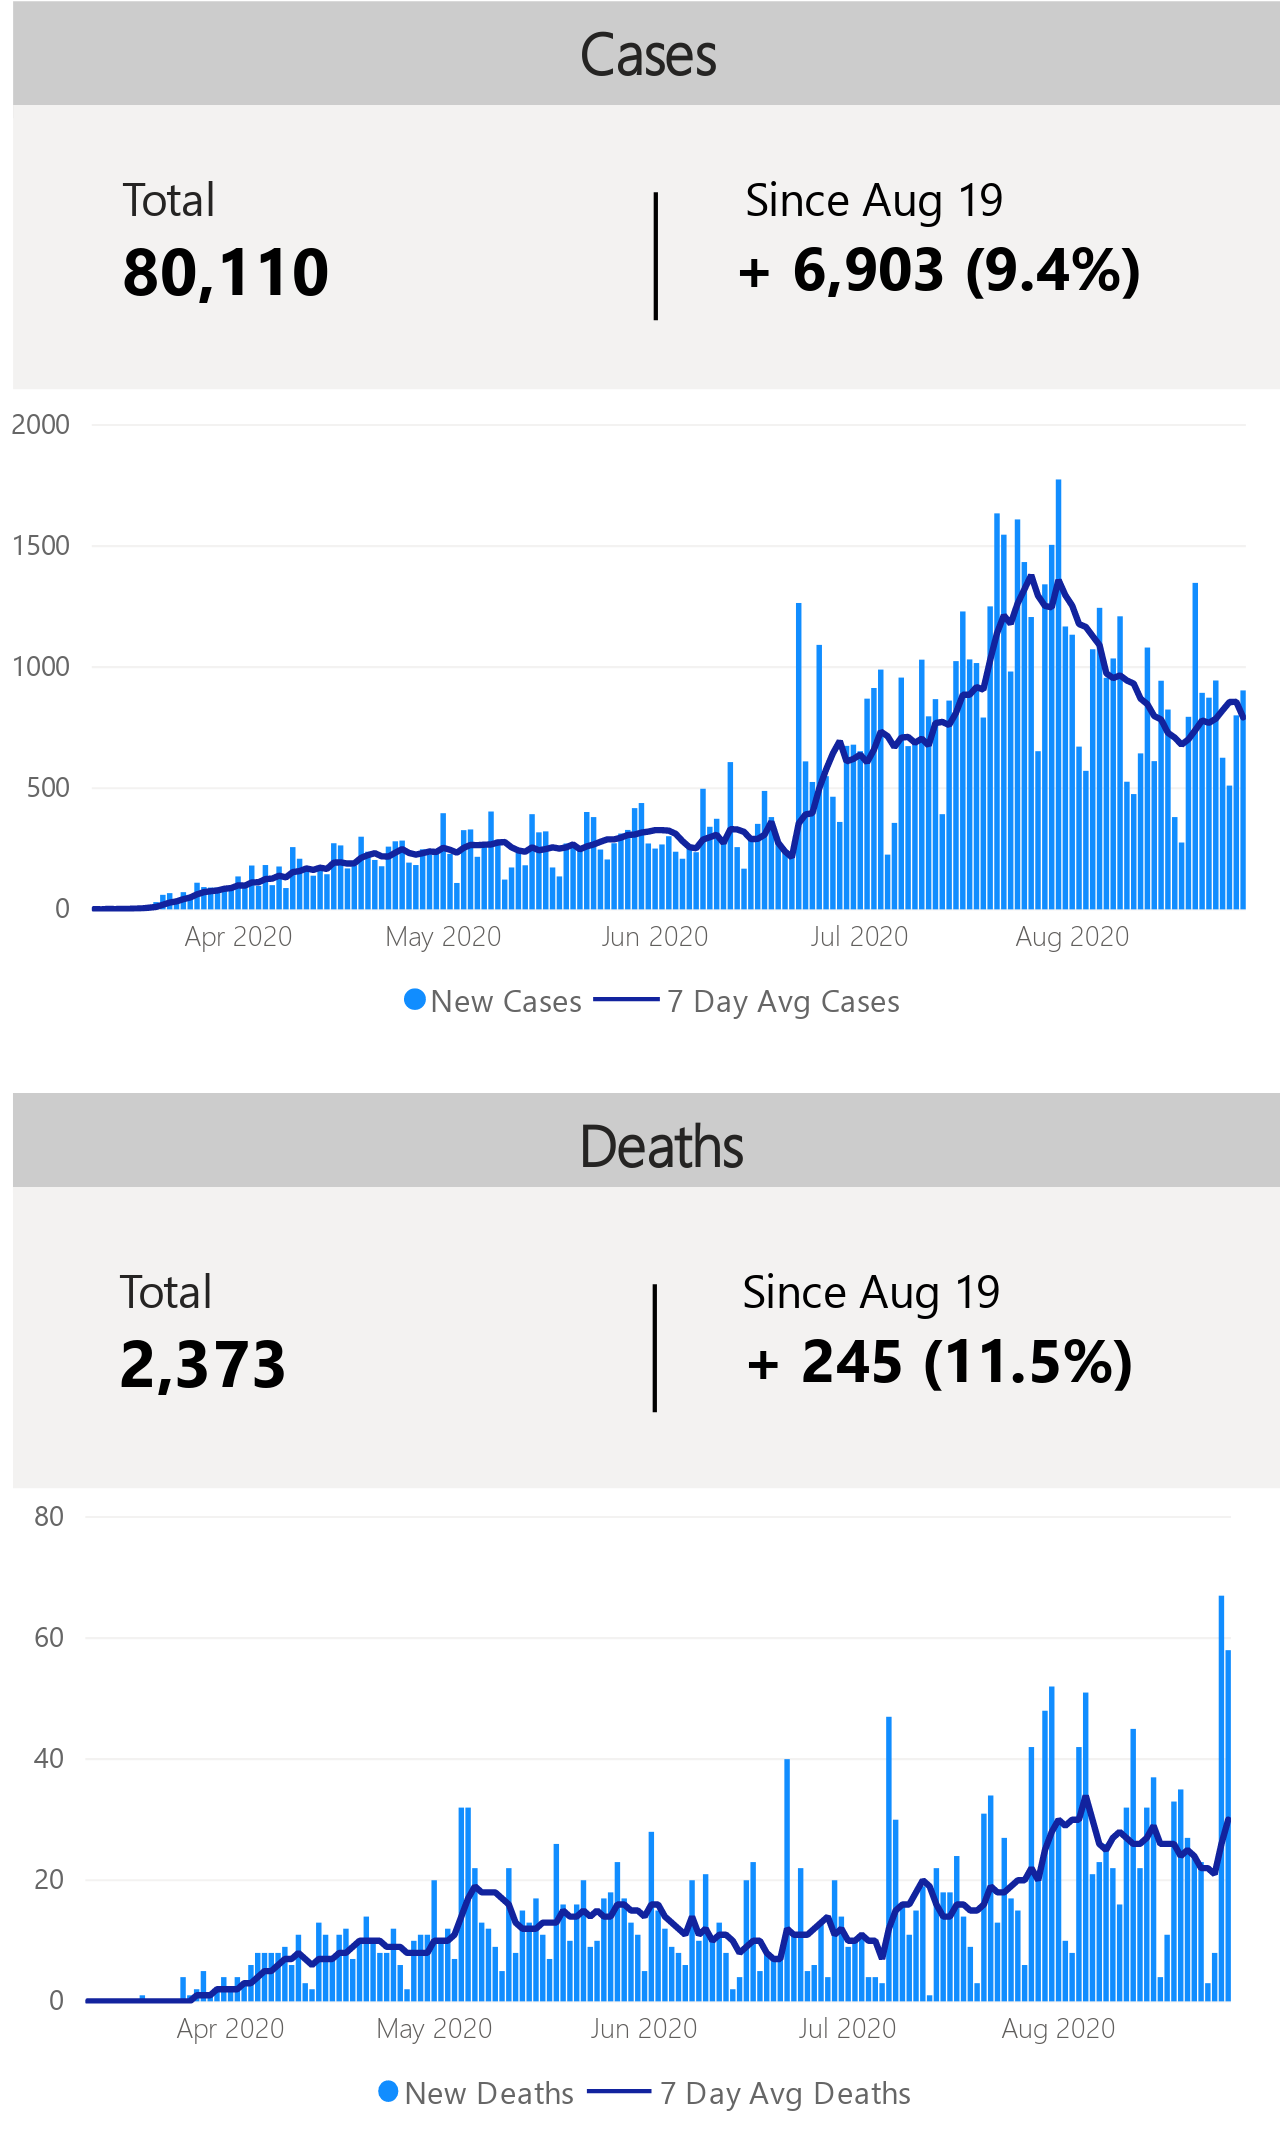 Cases
Total
Since Aug 19
80,110
+ 6,903 (9.4%)
2000
1500
1000
500
0
Apr 2020
May 2020
Jun 2020
Jul 2020
Aug 2020
New Cases
7 Day Avg Cases
Deaths
Total
Since Aug 19
2,373
+ 245 (11.5%)
80
60
40
20
0
Apr 2020
May 2020
Jun 2020
Jul 2020
Aug 2020
New Deaths
7 Day Avg Deaths